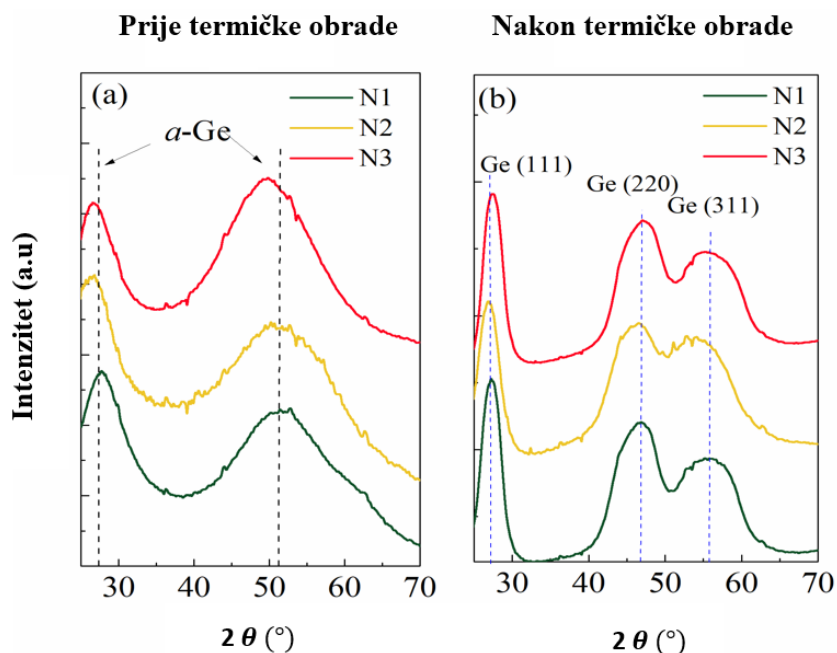 Prije termičke obrade
Nakon termičke obrade
Intenzitet (a.u)
(a)
N1
N2
N3
a-Ge
30 40 50 60 70
2 θ (°)
(b)
N1
N2
N3
Ge (111)
Ge (220)
Ge (311)
30 40 50 60 70
2 θ (°)